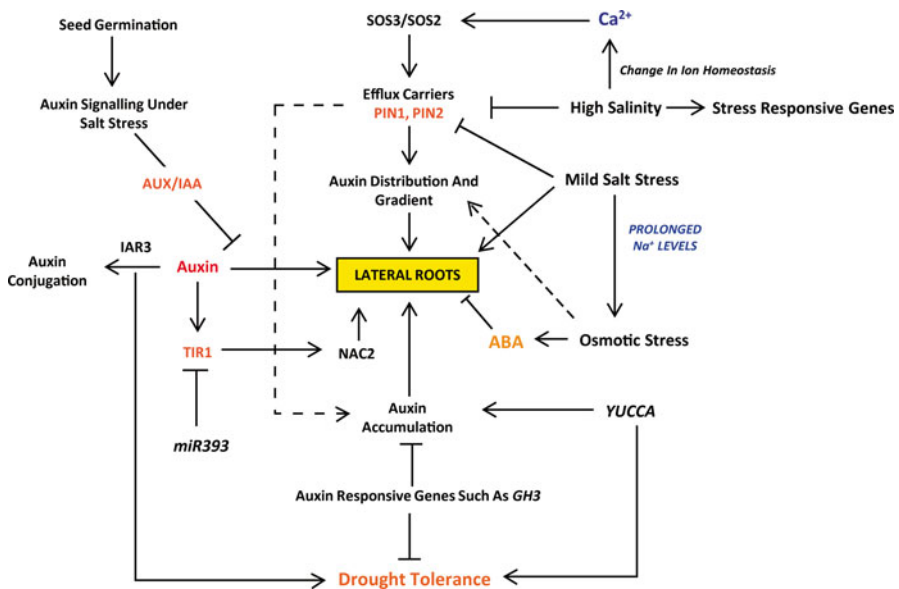 Seed Germination
SOS3/SOS2
Ca²⁺
Change In Ion Homeostasis
Auxin Signalling Under
Salt Stress
Efflux Carriers
PIN1, PIN2
High Salinity
Stress Responsive Genes
AUX/IAA
Auxin Distribution And
Gradient
Mild Salt Stress
PROLONGED
Na⁺ LEVELS
IAR3
Auxin
Conjugation
Auxin
LATERAL ROOTS
TIR1
NAC2
ABA
Osmotic Stress
miR393
Auxin
Accumulation
YUCCA
Auxin Responsive Genes Such As GH3
Drought Tolerance